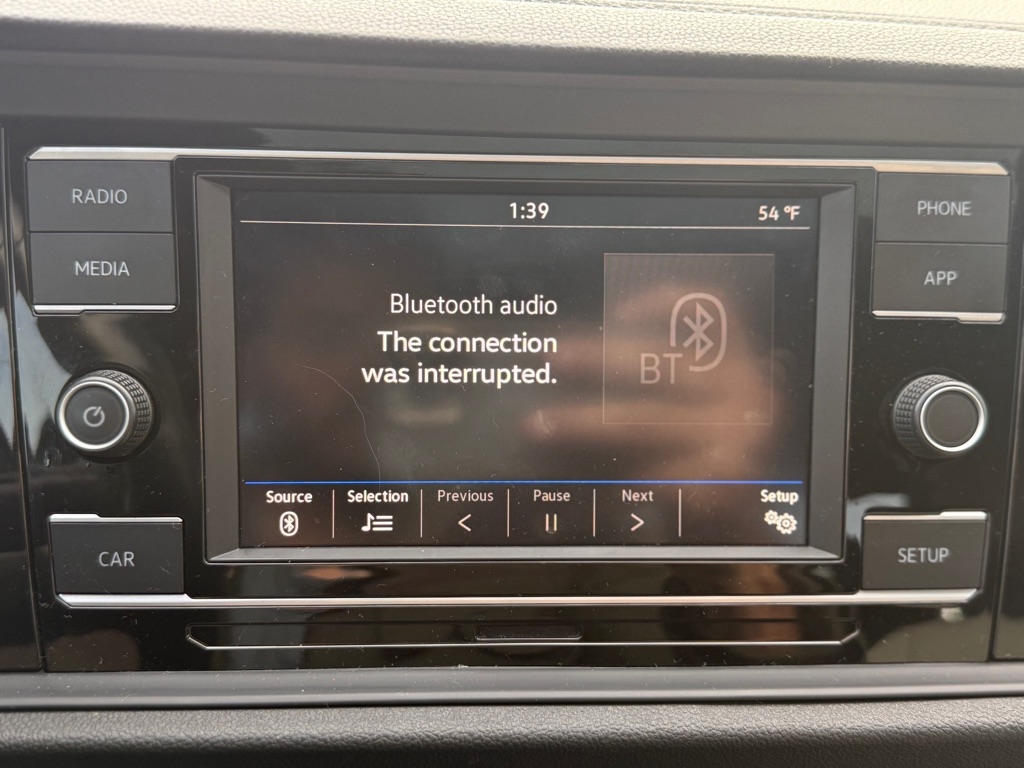 RADIO
MEDIA
1:39
54 °F
PHONE
APP
Bluetooth audio
The connection
was interrupted.
BT
Source
Selection
Previous
Pause
Next
Setup
CAR
SETUP